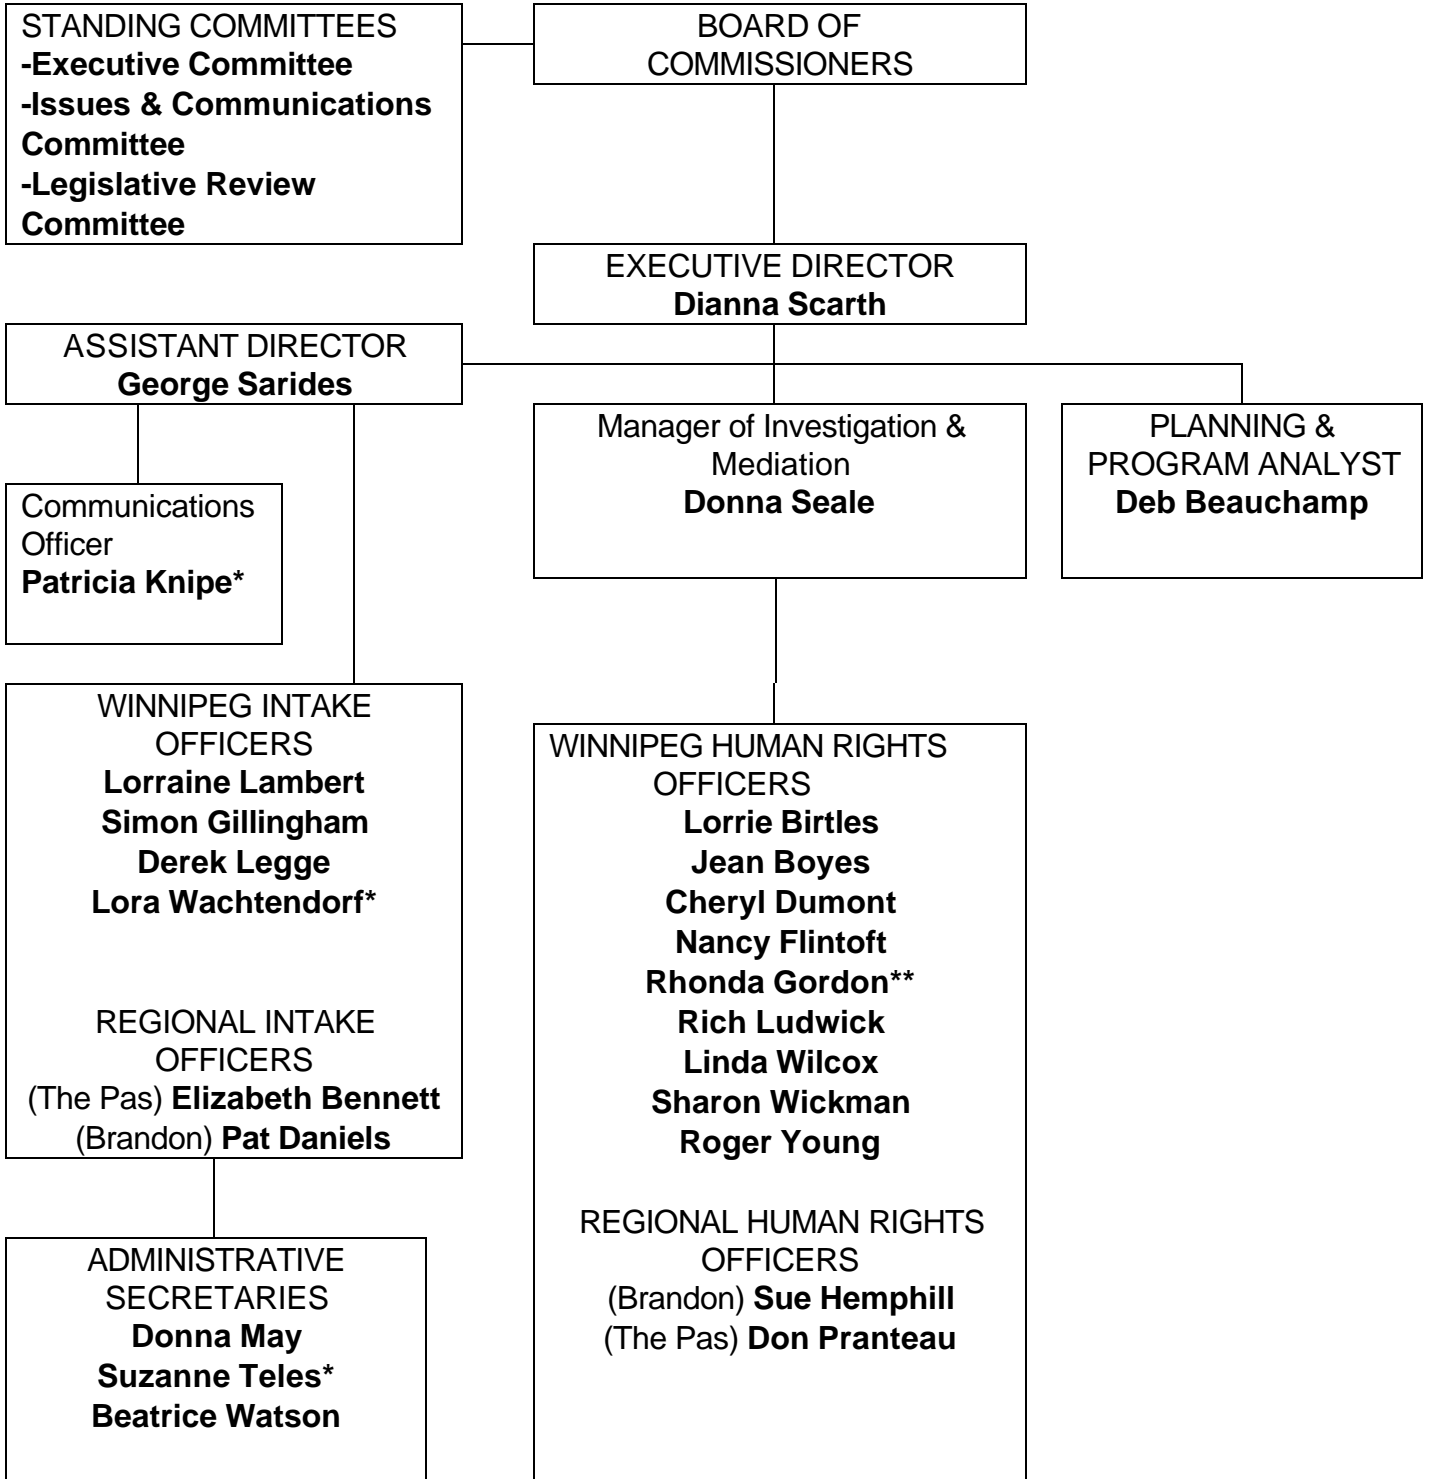 STANDING COMMITTEES
-Executive Committee
-Issues & Communications
Committee
-Legislative Review
Committee
BOARD OF
COMMISSIONERS
EXECUTIVE DIRECTOR
Dianna Scarth
ASSISTANT DIRECTOR
George Sarides
Manager of Investigation &
Mediation
Donna Seale
PLANNING &
PROGRAM ANALYST
Deb Beauchamp
Communications
Officer
Patricia Knipe*
WINNIPEG INTAKE
OFFICERS
Lorraine Lambert
Simon Gillingham
Derek Legge
Lora Wachtendorf*
REGIONAL INTAKE
OFFICERS
(The Pas) Elizabeth Bennett
(Brandon) Pat Daniels
WINNIPEG HUMAN RIGHTS
OFFICERS
Lorrie Birtles
Jean Boyes
Cheryl Dumont
Nancy Flintoft
Rhonda Gordon**
Rich Ludwick
Linda Wilcox
Sharon Wickman
Roger Young
REGIONAL HUMAN RIGHTS
OFFICERS
(Brandon) Sue Hemphill
(The Pas) Don Pranteau
ADMINISTRATIVE
SECRETARIES
Donna May
Suzanne Teles*
Beatrice Watson